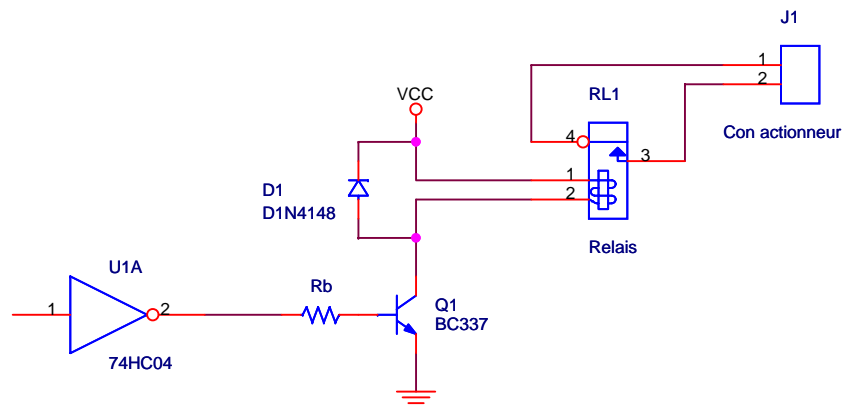 J1
1
2
VCC
RL1
4
Con actionneur
3
1
2
D1
D1N4148
Relais
U1A
Rb
Q1
BC337
1
2
74HC04